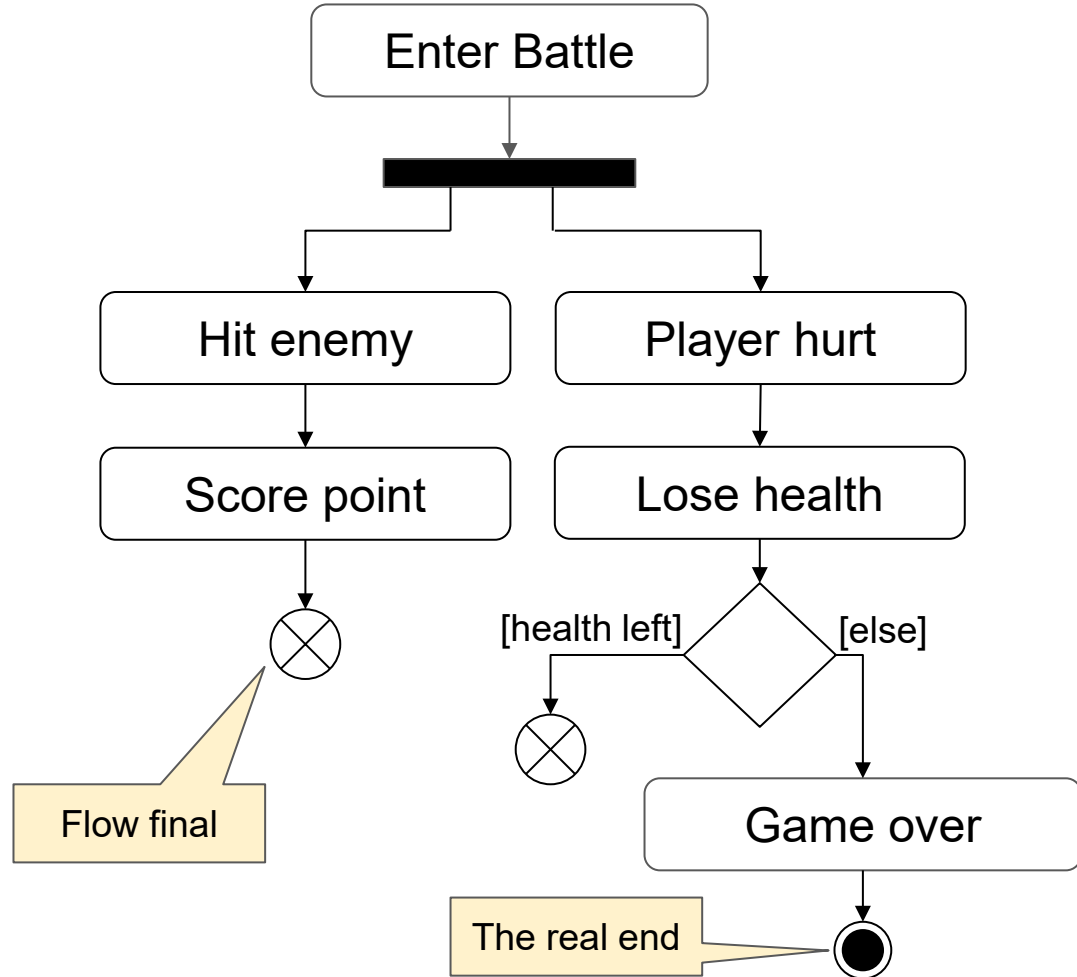 Enter Battle
Hit enemy
Player hurt
Score point
Lose health
[health left]
[else]
Flow final
Game over
The real end